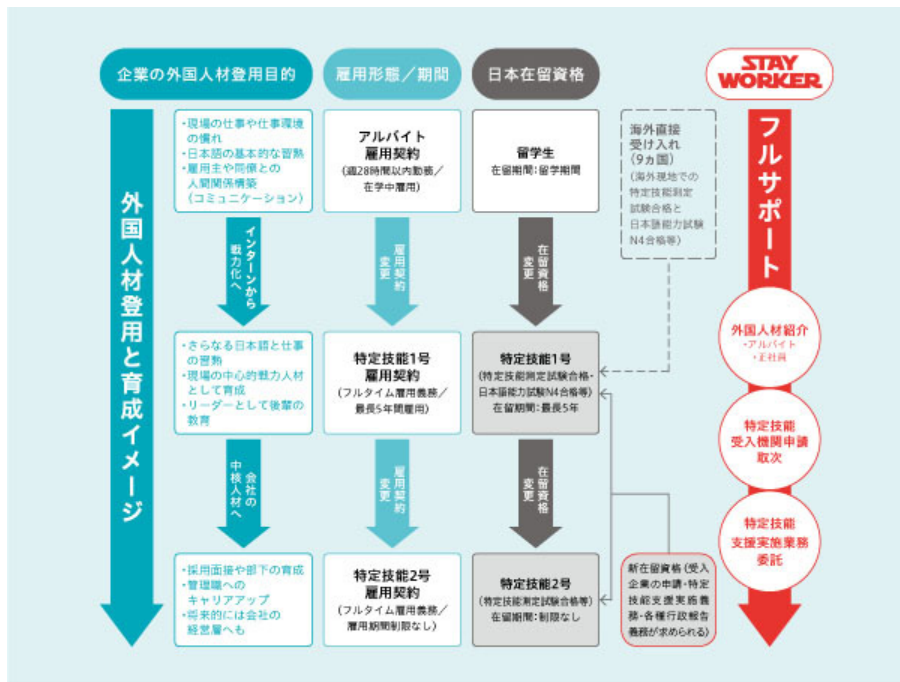 企業の外国人材登用目的
雇用形態／期間
日本在留資格
STAY
WORKER
外国人材登用と育成イメージ
・現場の仕事や仕事環境
の慣れ
・日本語の基本的な習熟
・雇用主や同僚との
人間関係構築
（コミュニケーション）
アルバイト
雇用契約
（週28時間以内勤務／
在学中雇用）
留学生
在留期間：留学期間
海外直接
受け入れ
（9ヵ国）
（海外現地での
特定技能測定
試験合格と
日本語能力試験
N4合格等）
フルサポート
インターンから
戦力化へ
雇用契約
変更
在留資格
変更
・さらなる日本語と仕事
の習熟
・現場の中心的戦力人材
として育成
・リーダーとして後輩の
教育
特定技能1号
雇用契約
（フルタイム雇用義務／
最長5年間雇用）
特定技能1号
（特定技能測定試験合格・
日本語能力試験N4合格等）
在留期間：最長5年
外国人材紹介
・アルバイト
・正社員
会社の
中核人材へ
雇用契約
変更
在留資格
変更
特定技能
受入機関申請
取次
・採用面接や部下の育成
・管理職への
キャリアアップ
・将来的には会社の
経営層へも
特定技能2号
雇用契約
（フルタイム雇用義務／
雇用期間制限なし）
特定技能2号
（特定技能測定試験合格等）
在留期間：制限なし
新在留資格（受入
企業の申請・特定
技能支援実施義
務・各種行政報告
義務が求められる）
特定技能
支援実施業務
委託